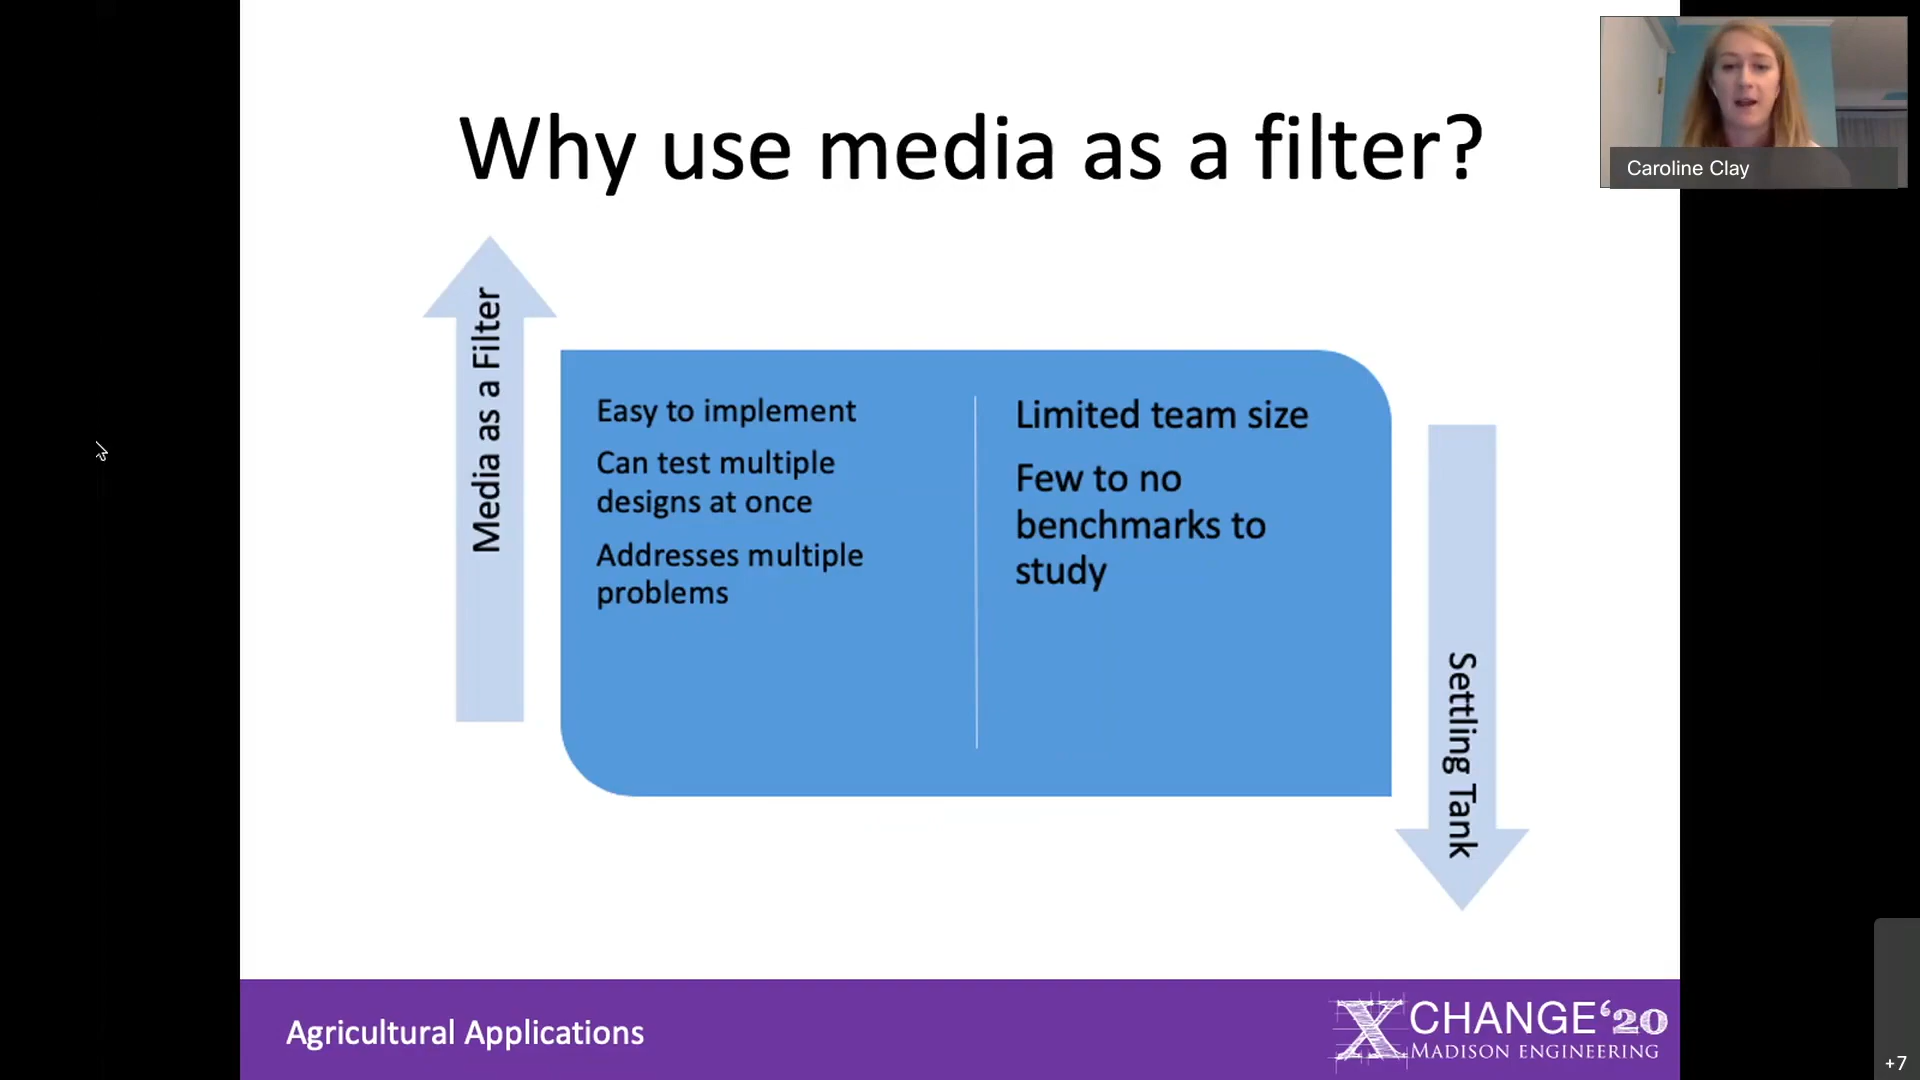 Why use media as a filter?
Caroline Clay
Media as a Filter
Easy to implement
Can test multiple
designs at once
Addresses multiple
problems
Limited team size
Few to no
benchmarks to
study
Settling Tank
Agricultural Applications
XCHANGE‘20
MADISON ENGINEERING
+7